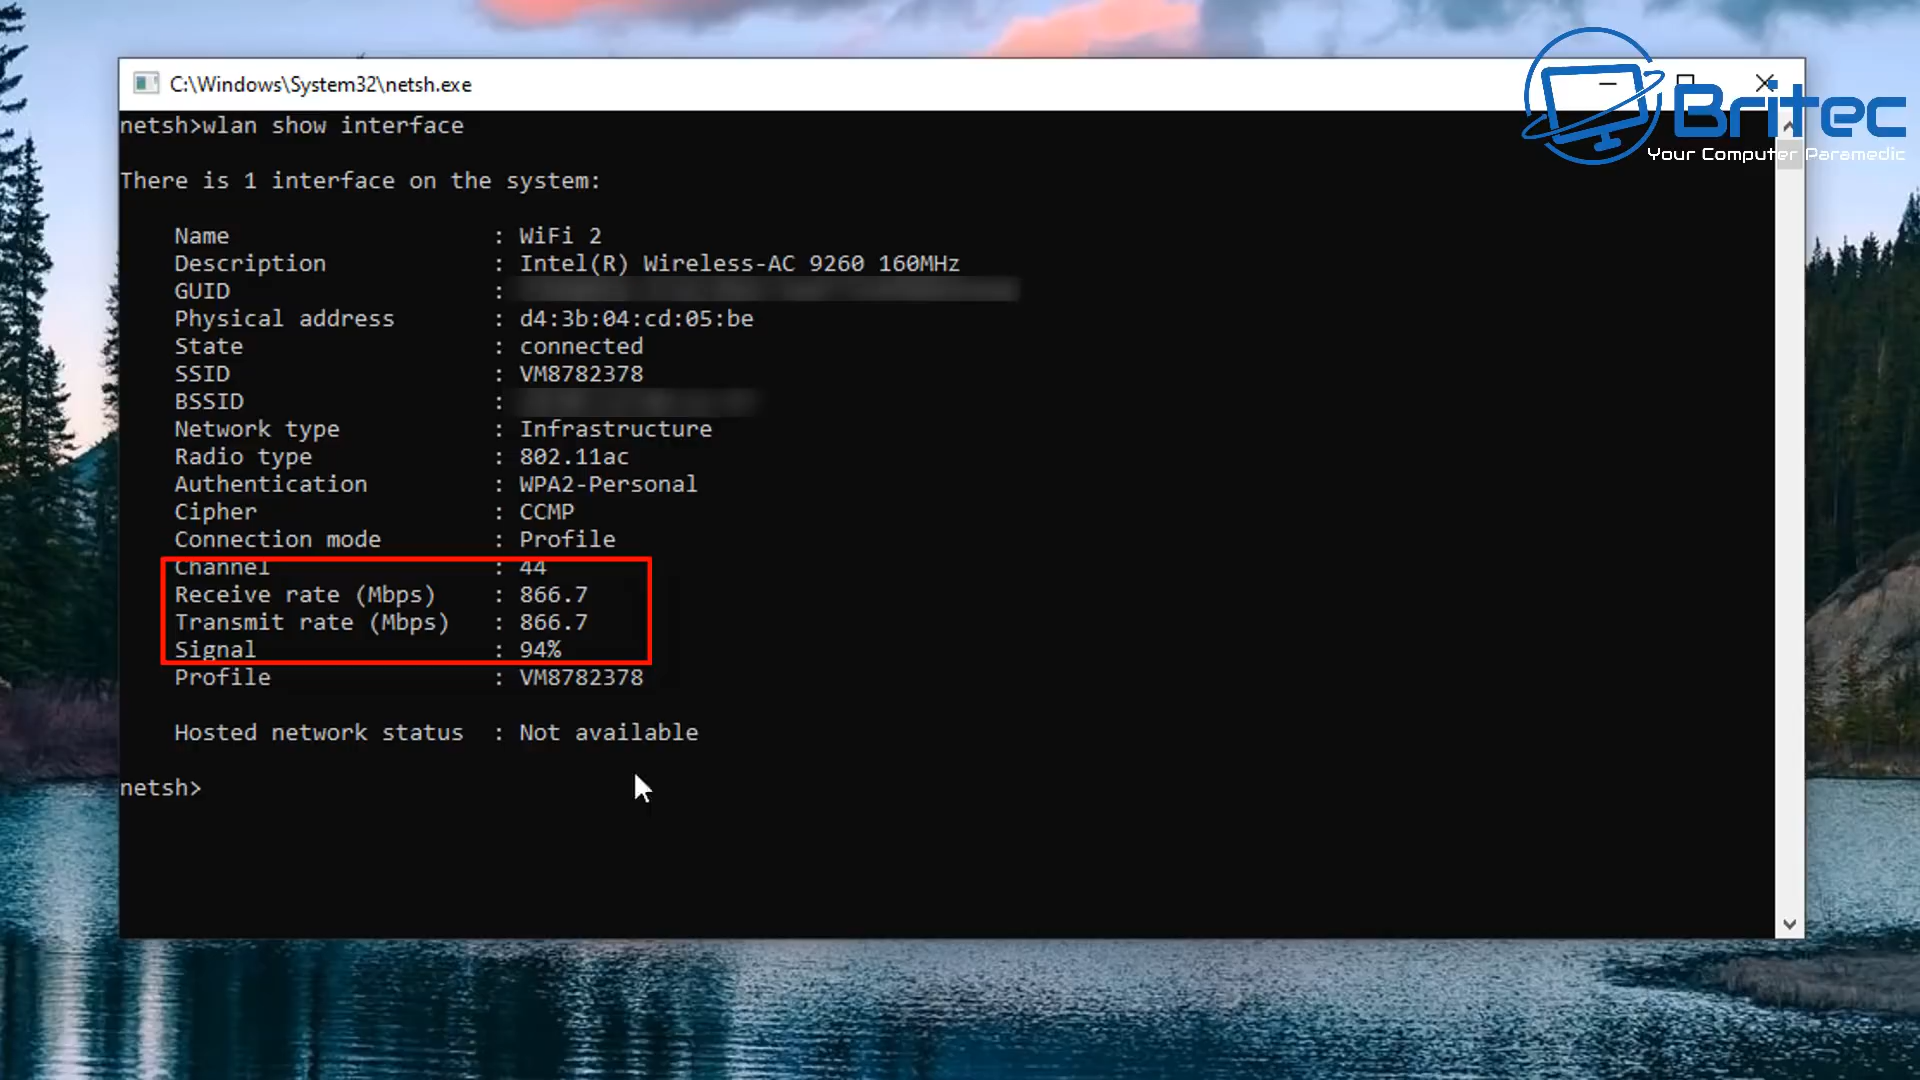 C:\Windows\System32\netsh.exe
Britec
Your Computer Paramedic
netsh>wlan show interface
There is 1 interface on the system:
Name : WiFi 2
Description : Intel(R) Wireless-AC 9260 160MHz
GUID :
Physical address : d4:3b:04:cd:05:be
State : connected
SSID : VM8782378
BSSID :
Network type : Infrastructure
Radio type : 802.11ac
Authentication : WPA2-Personal
Cipher : CCMP
Connection mode : Profile
Channel : 44
Receive rate (Mbps) : 866.7
Transmit rate (Mbps) : 866.7
Signal : 94%
Profile : VM8782378
Hosted network status : Not available
netsh>